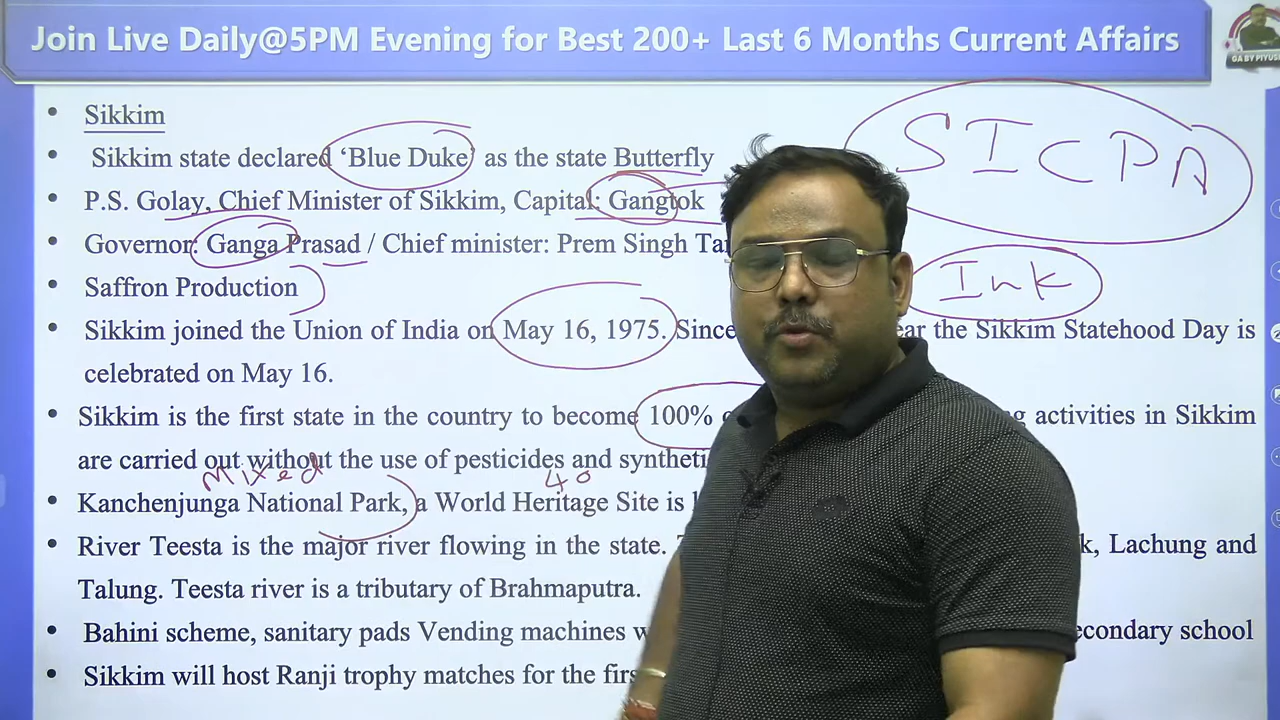 Join Live Daily@5PM Evening for Best 200+ Last 6 Months Current Affairs
GA BY PIYUSH
SICPA
• Sikkim
• Sikkim state declared ‘Blue Duke’ as the state Butterfly
• P.S. Golay, Chief Minister of Sikkim, Capital: Gangtok
• Governor: Ganga Prasad / Chief minister: Prem Singh
Ink
• Saffron Production
• Sikkim joined the Union of India on May 16, 1975. Since the Sikkim Statehood Day is
celebrated on May 16.
• Sikkim is the first state in the country to become 100% activities in Sikkim
are carried out without the use of pesticides and
Mixed 40
• Kanchenjunga National Park, a World Heritage Site is
• River Teesta is the major river flowing in the state. Lachung and
Talung. Teesta river is a tributary of Brahmaputra.
• Bahini scheme, sanitary pads Vending machines school
• Sikkim will host Ranji trophy matches for the